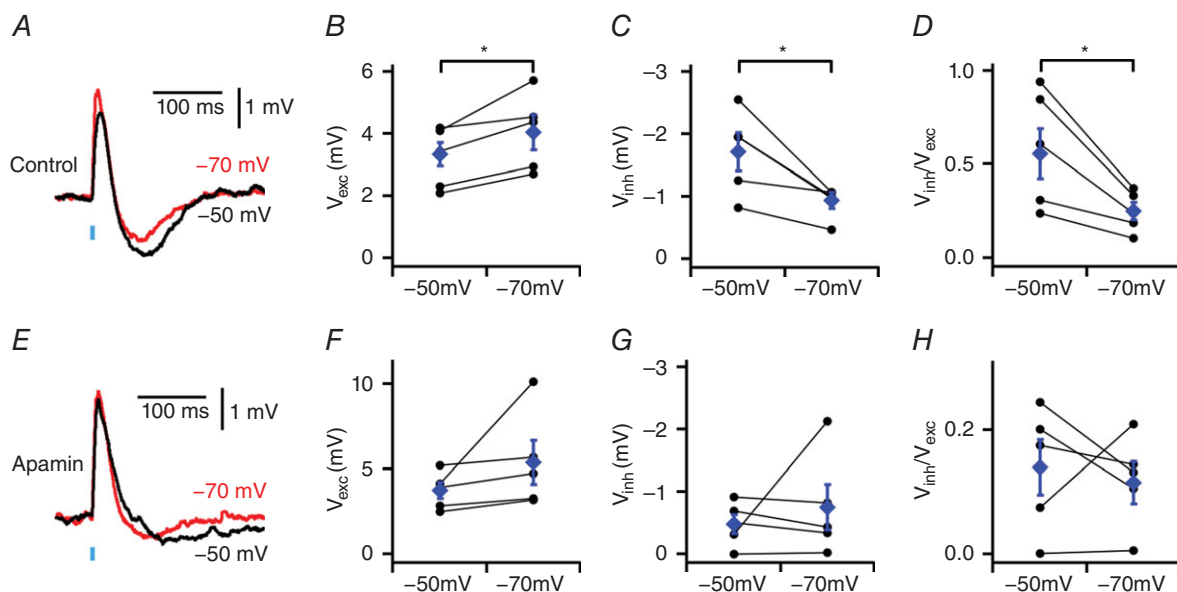 A
Control
100 ms
1 mV
−70 mV
−50 mV
B
*
V_exc (mV)
6
4
2
0
−50mV
−70mV
C
*
V_inh (mV)
−3
−2
−1
0
−50mV
−70mV
D
*
V_inh/V_exc
1.0
0.5
0.0
−50mV
−70mV
E
Apamin
100 ms
1 mV
−70 mV
−50 mV
F
V_exc (mV)
10
5
0
−50mV
−70mV
G
V_inh (mV)
−3
−2
−1
0
−50mV
−70mV
H
V_inh/V_exc
0.2
0.0
−50mV
−70mV